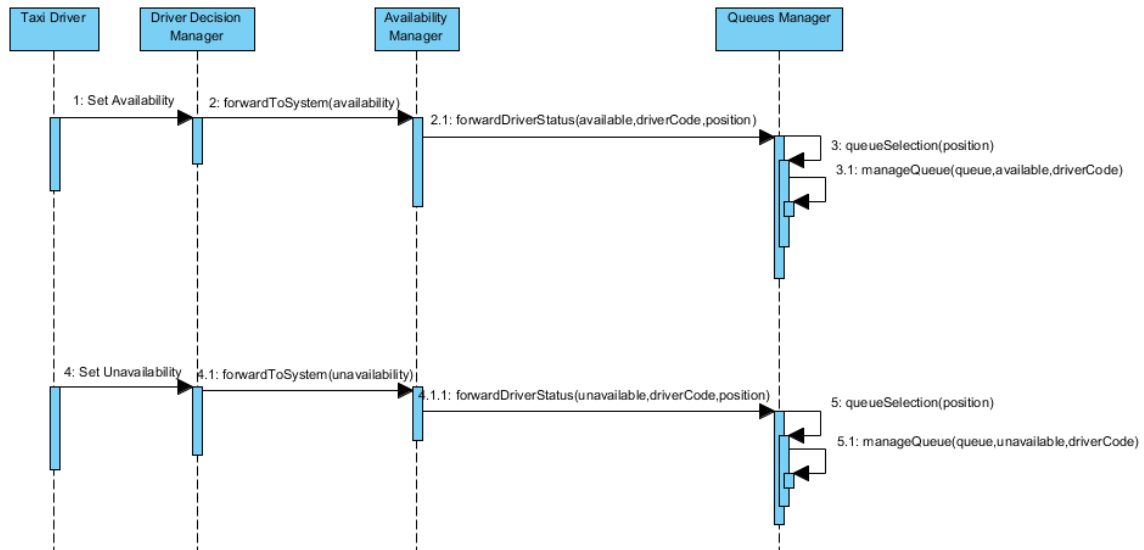 Taxi Driver
Driver Decision
Manager
Availability
Manager
Queues Manager
1: Set Availability
2: forwardToSystem(availability)
2.1: forwardDriverStatus(available,driverCode,position)
3: queueSelection(position)
3.1: manageQueue(queue,available,driverCode)
4: Set Unavailability
4.1: forwardToSystem(unavailability)
4.1.1: forwardDriverStatus(unavailable,driverCode,position)
5: queueSelection(position)
5.1: manageQueue(queue,unavailable,driverCode)